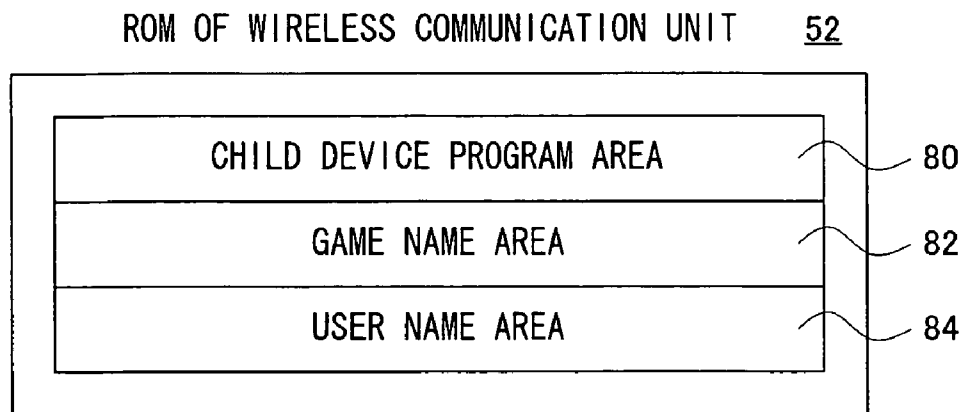 ROM OF WIRELESS COMMUNICATION UNIT 52
CHILD DEVICE PROGRAM AREA 80
GAME NAME AREA 82
USER NAME AREA 84